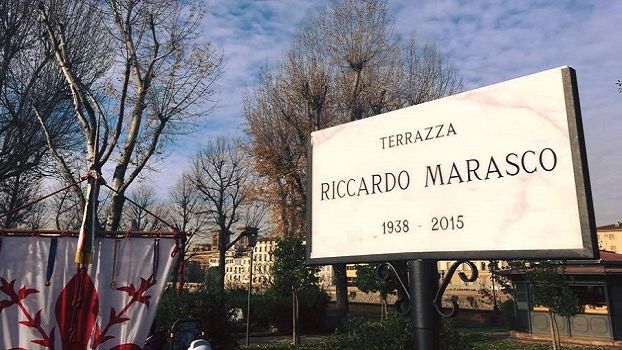 TERRAZZA
RICCARDO MARASCO
1938 - 2015